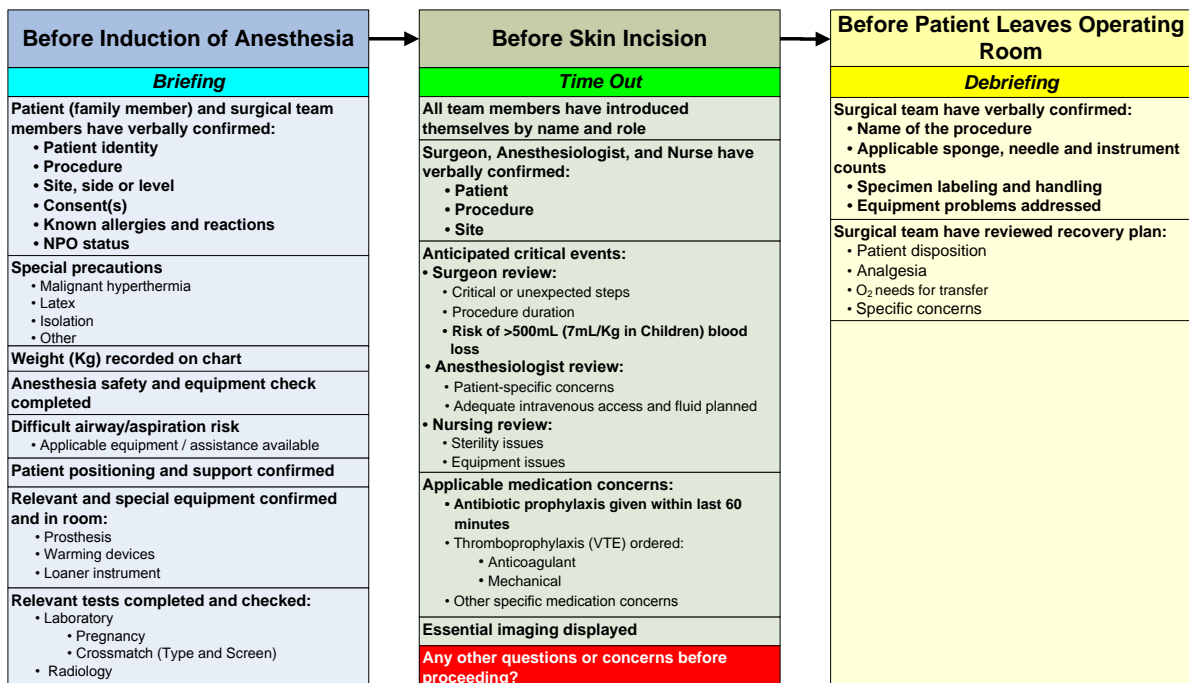 Before Induction of Anesthesia
Briefing
Patient (family member) and surgical team
members have verbally confirmed:
• Patient identity
• Procedure
• Site, side or level
• Consent(s)
• Known allergies and reactions
• NPO status
Special precautions
• Malignant hyperthermia
• Latex
• Isolation
• Other
Weight (Kg) recorded on chart
Anesthesia safety and equipment check
completed
Difficult airway/aspiration risk
• Applicable equipment / assistance available
Patient positioning and support confirmed
Relevant and special equipment confirmed
and in room:
• Prosthesis
• Warming devices
• Loaner instrument
Relevant tests completed and checked:
• Laboratory
• Pregnancy
• Crossmatch (Type and Screen)
• Radiology
Before Skin Incision
Time Out
All team members have introduced
themselves by name and role
Surgeon, Anesthesiologist, and Nurse have
verbally confirmed:
• Patient
• Procedure
• Site
Anticipated critical events:
• Surgeon review:
• Critical or unexpected steps
• Procedure duration
• Risk of >500mL (7mL/Kg in Children) blood
loss
• Anesthesiologist review:
• Patient-specific concerns
• Adequate intravenous access and fluid planned
• Nursing review:
• Sterility issues
• Equipment issues
Applicable medication concerns:
• Antibiotic prophylaxis given within last 60
minutes
• Thromboprophylaxis (VTE) ordered:
• Anticoagulant
• Mechanical
• Other specific medication concerns
Essential imaging displayed
Any other questions or concerns before
proceeding?
Before Patient Leaves Operating
Room
Debriefing
Surgical team have verbally confirmed:
• Name of the procedure
• Applicable sponge, needle and instrument
counts
• Specimen labeling and handling
• Equipment problems addressed
Surgical team have reviewed recovery plan:
• Patient disposition
• Analgesia
• O₂ needs for transfer
• Specific concerns